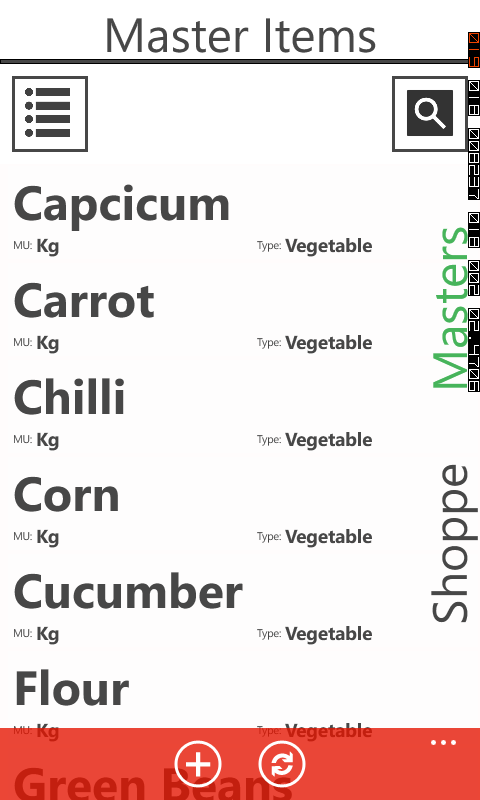 Master Items
Capcicum
MU: Kg Type: Vegetable
Carrot
MU: Kg Type: Vegetable
Chilli
MU: Kg Type: Vegetable
Corn
MU: Kg Type: Vegetable
Cucumber
MU: Kg Type: Vegetable
Flour
MU: Kg Type: Vegetable
Green Beans
Masters
Shoppe